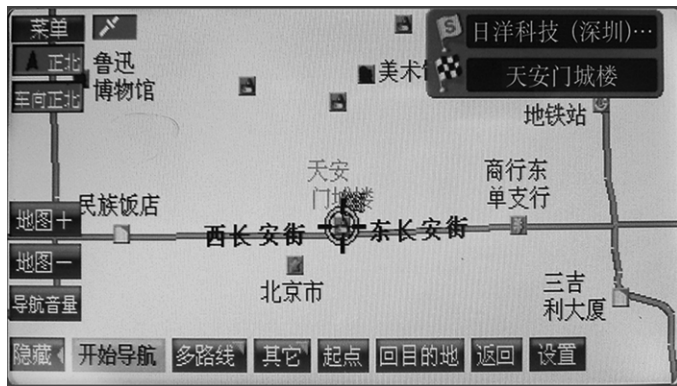 菜单
S
日洋科技(深圳)…
正北
天安门城楼
车向正北
鲁迅
博物馆
美术
地铁站
天安
门城楼
商行东
单支行
民族饭店
地图+
西长安街
东长安街
地图-
北京市
导航音量
三吉
利大厦
隐藏
开始导航
多路线
其它
起点
回目的地
返回
设置